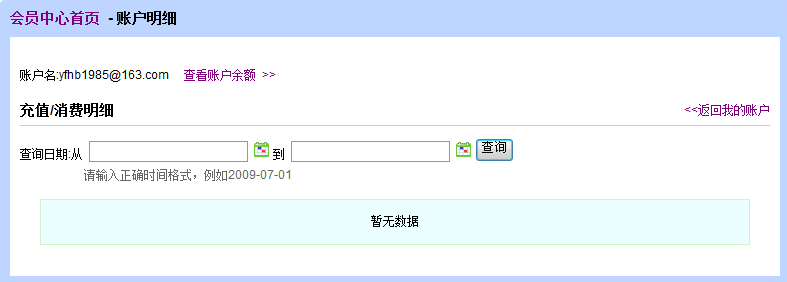 会员中心首页 - 账户明细
账户名:yfhb1985@163.com 查看账户余额 >>
充值/消费明细 <<返回我的账户
查询日期:从 到 查询
请输入正确时间格式，例如2009-07-01
暂无数据